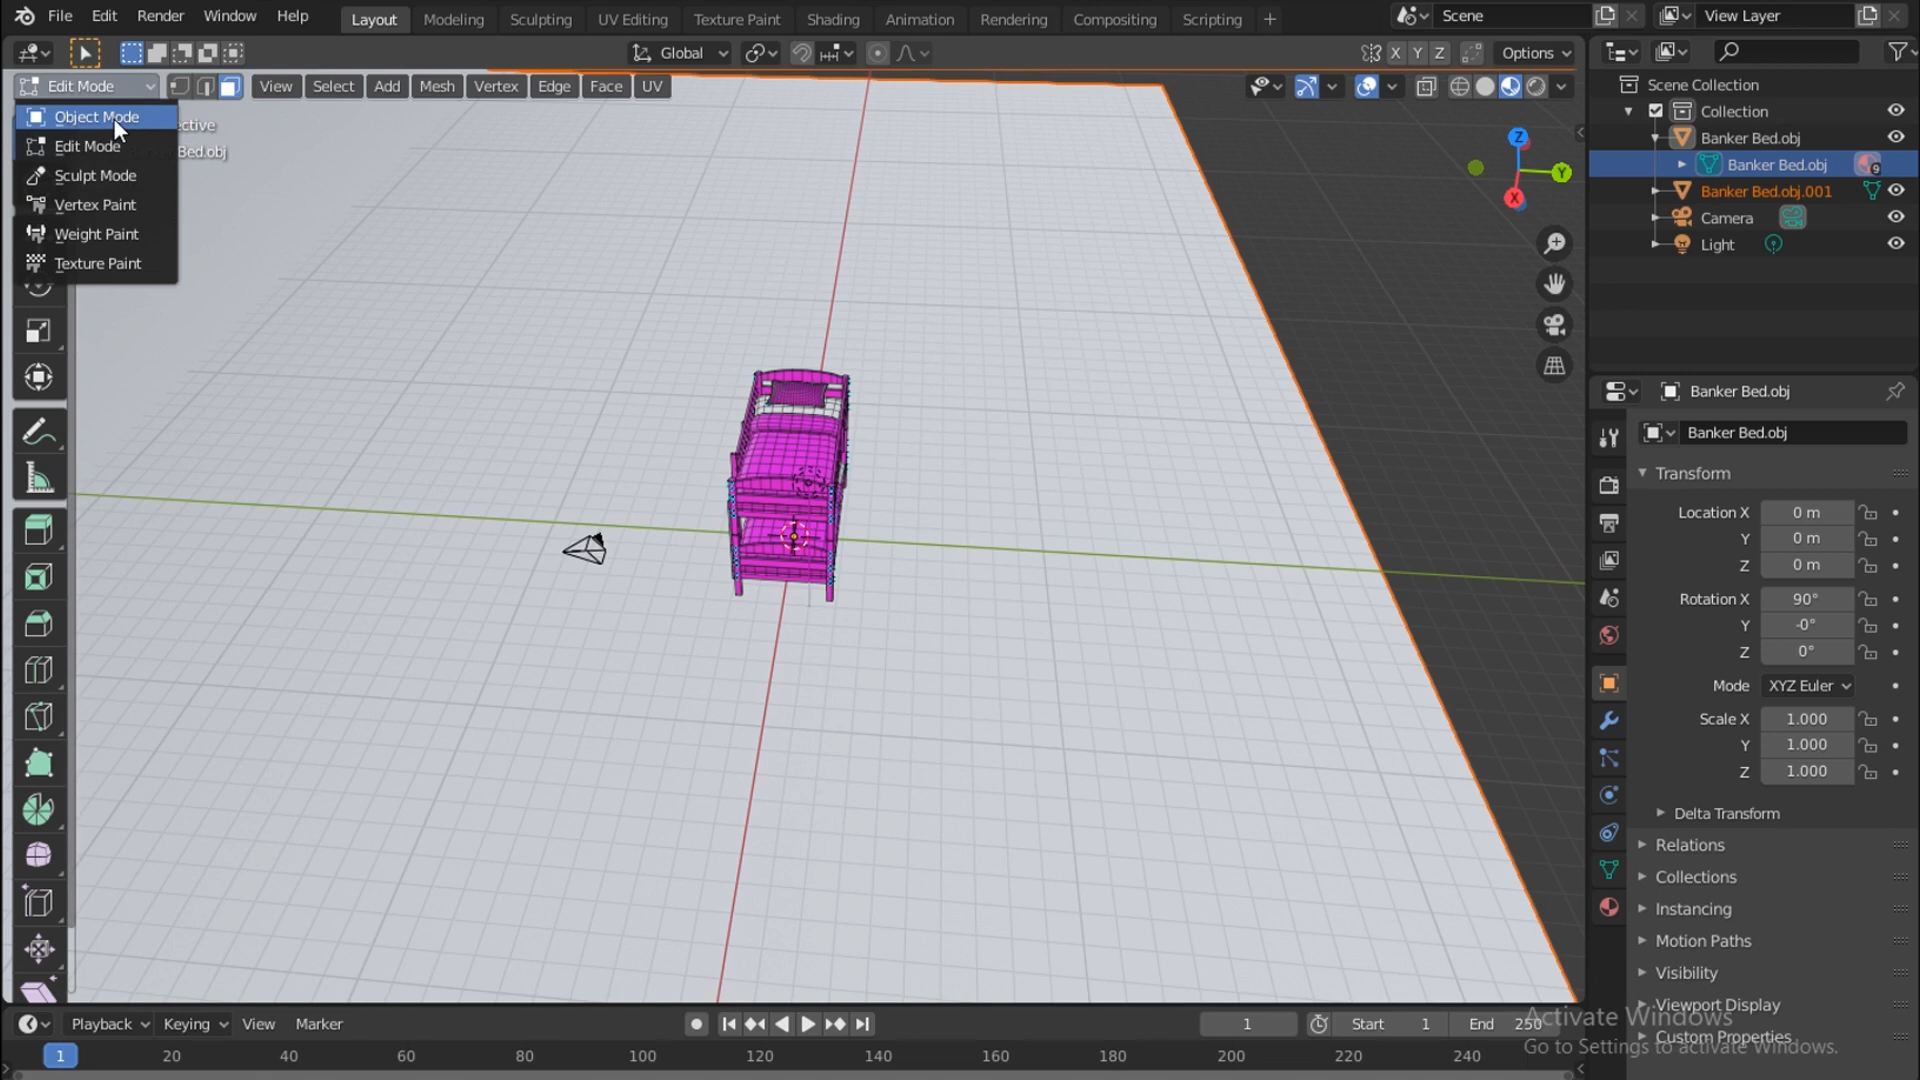 File Edit Render Window Help Layout Modeling Sculpting UV Editing Texture Paint Shading Animation Rendering Compositing Scripting + Scene View Layer
Global X Y Z Options
Edit Mode View Select Add Mesh Vertex Edge Face UV
Object Mode
ective
Edit Mode
Bed.obj
Sculpt Mode
Vertex Paint
Weight Paint
Texture Paint
Z
Y
X
Scene Collection
Collection
Banker Bed.obj
Banker Bed.obj 9
Banker Bed.obj.001
Camera
Light
Banker Bed.obj
Banker Bed.obj
Transform
Location X 0 m
Y 0 m
Z 0 m
Rotation X 90°
Y -0°
Z 0°
Mode XYZ Euler
Scale X 1.000
Y 1.000
Z 1.000
Delta Transform
Relations
Collections
Instancing
Motion Paths
Visibility
Viewport Display
Custom Properties
Activate Windows
Go to Settings to activate Windows.
Playback Keying View Marker 1 Start 1 End 250
1 20 40 60 80 100 120 140 160 180 200 220 240